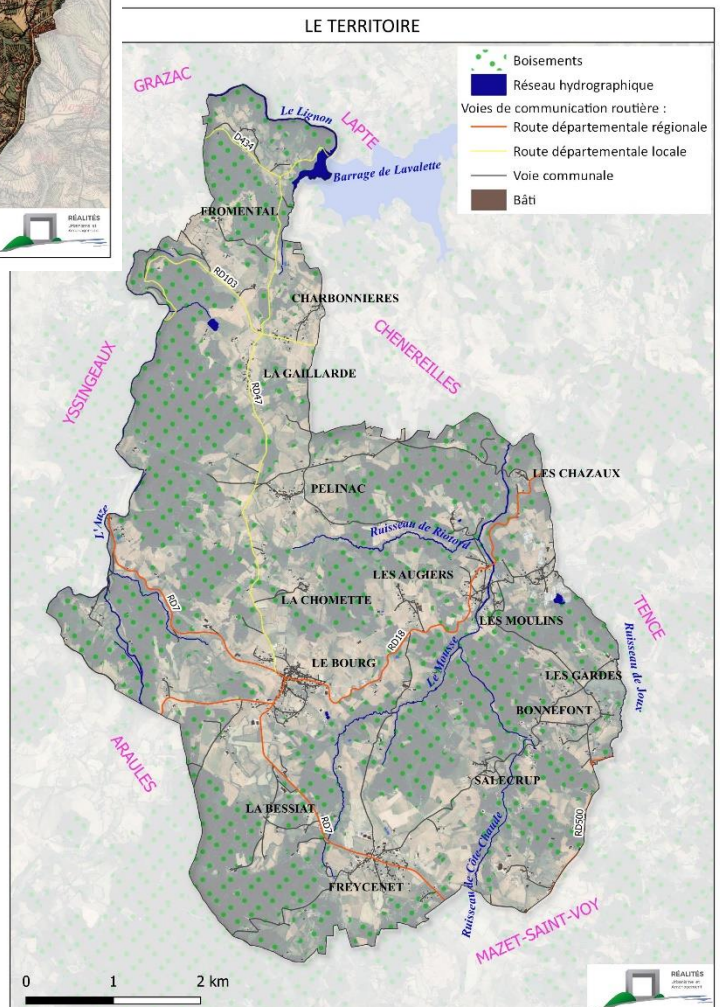 LE TERRITOIRE
Boisements
Réseau hydrographique
Voies de communication routière :
Route départementale régionale
Route départementale locale
Voie communale
Bâti
GRAZAC
Le Lignon
LAPTE
D434
Barrage de Lavalette
FROMENTAL
RD103
CHARBONNIERES
CHENEREILLES
YSSINGEAUX
LA GAILLARDE
RD47
LES CHAZAUX
PELINAC
L'Auze
Ruisseau de Riotord
LES AUGIERS
LA CHOMETTE
RD7
LES MOULINS
TENCE
RD18
LE BOURG
Le Mousse
LES GARDES
Ruisseau de Joux
BONNEFONT
ARAULES
SALECRUP
LA BESSIAT
RD7
RD500
Ruisseau de Côte-Chaude
FREYCENET
MAZET-SAINT-VOY
0 1 2 km
RÉALITÉS
RÉALITÉS